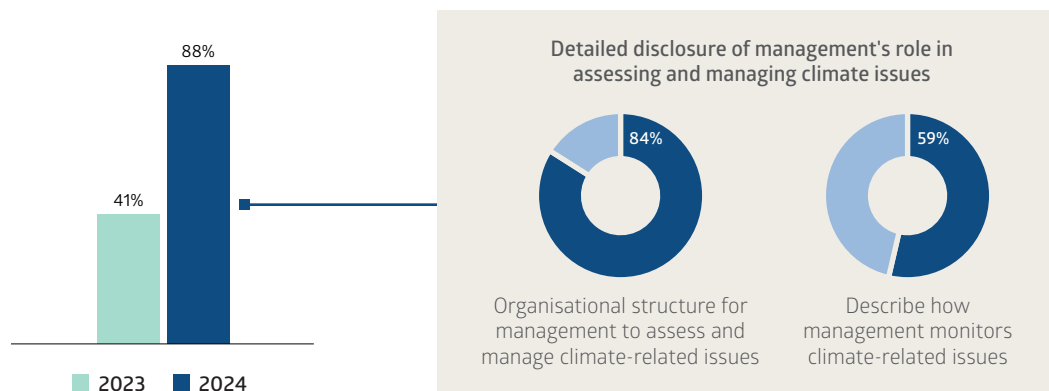 88%
41%
2023 2024
Detailed disclosure of management's role in
assessing and managing climate issues
84%
59%
Organisational structure for
management to assess and
manage climate-related issues
Describe how
management monitors
climate-related issues